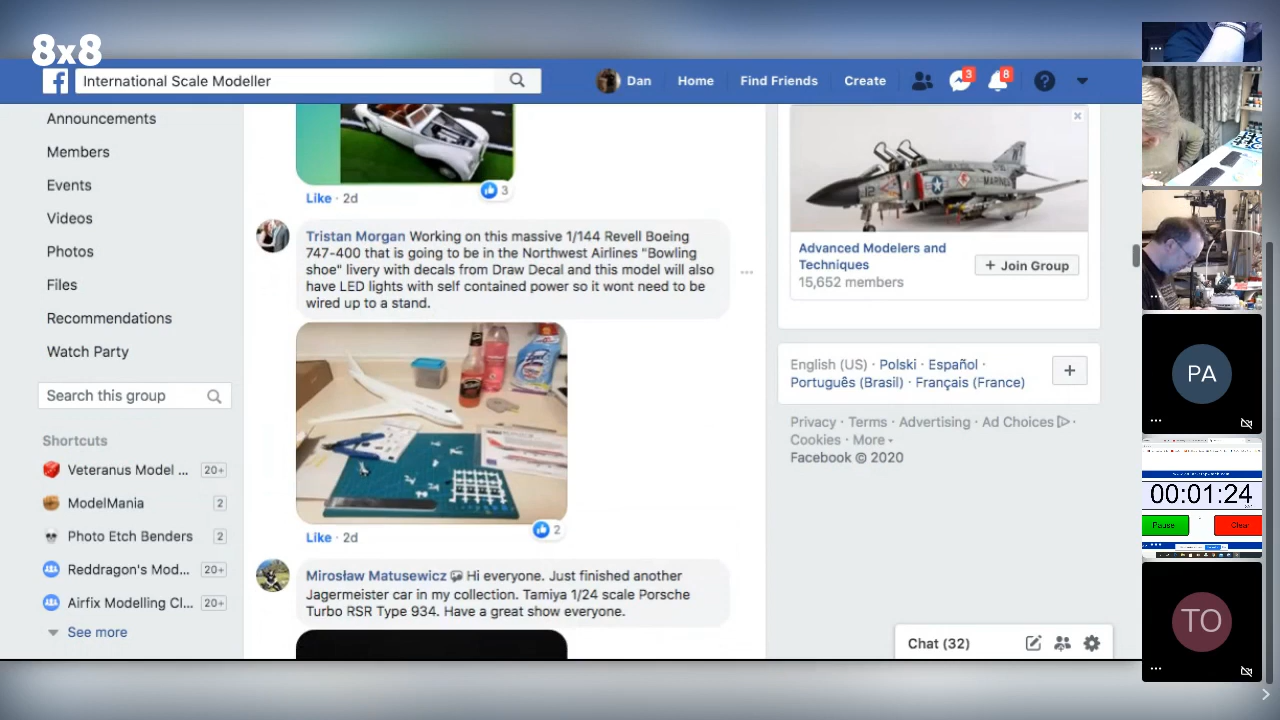 8x8
International Scale Modeller
Dan
Home
Find Friends
Create
3
8
Announcements
Members
Events
Videos
Photos
Files
Recommendations
Watch Party
Search this group
Shortcuts
Veteranus Model ... 20+
ModelMania 2
Photo Etch Benders 2
Reddragon's Mod... 20+
Airfix Modelling Cl... 20+
See more
Like · 2d
3
Tristan Morgan Working on this massive 1/144 Revell Boeing
747-400 that is going to be in the Northwest Airlines "Bowling
shoe" livery with decals from Draw Decal and this model will also
have LED lights with self contained power so it wont need to be
wired up to a stand.
Like · 2d
2
Mirosław Matusewicz Hi everyone. Just finished another
Jagermeister car in my collection. Tamiya 1/24 scale Porsche
Turbo RSR Type 934. Have a great show everyone.
12
MARINES
Advanced Modelers and
Techniques
15,652 members
+ Join Group
English (US) · Polski · Español ·
Português (Brasil) · Français (France)
Privacy · Terms · Advertising · Ad Choices ·
Cookies · More
Facebook © 2020
Chat (32)
PA
00:01:24
Pause
Clear
TO